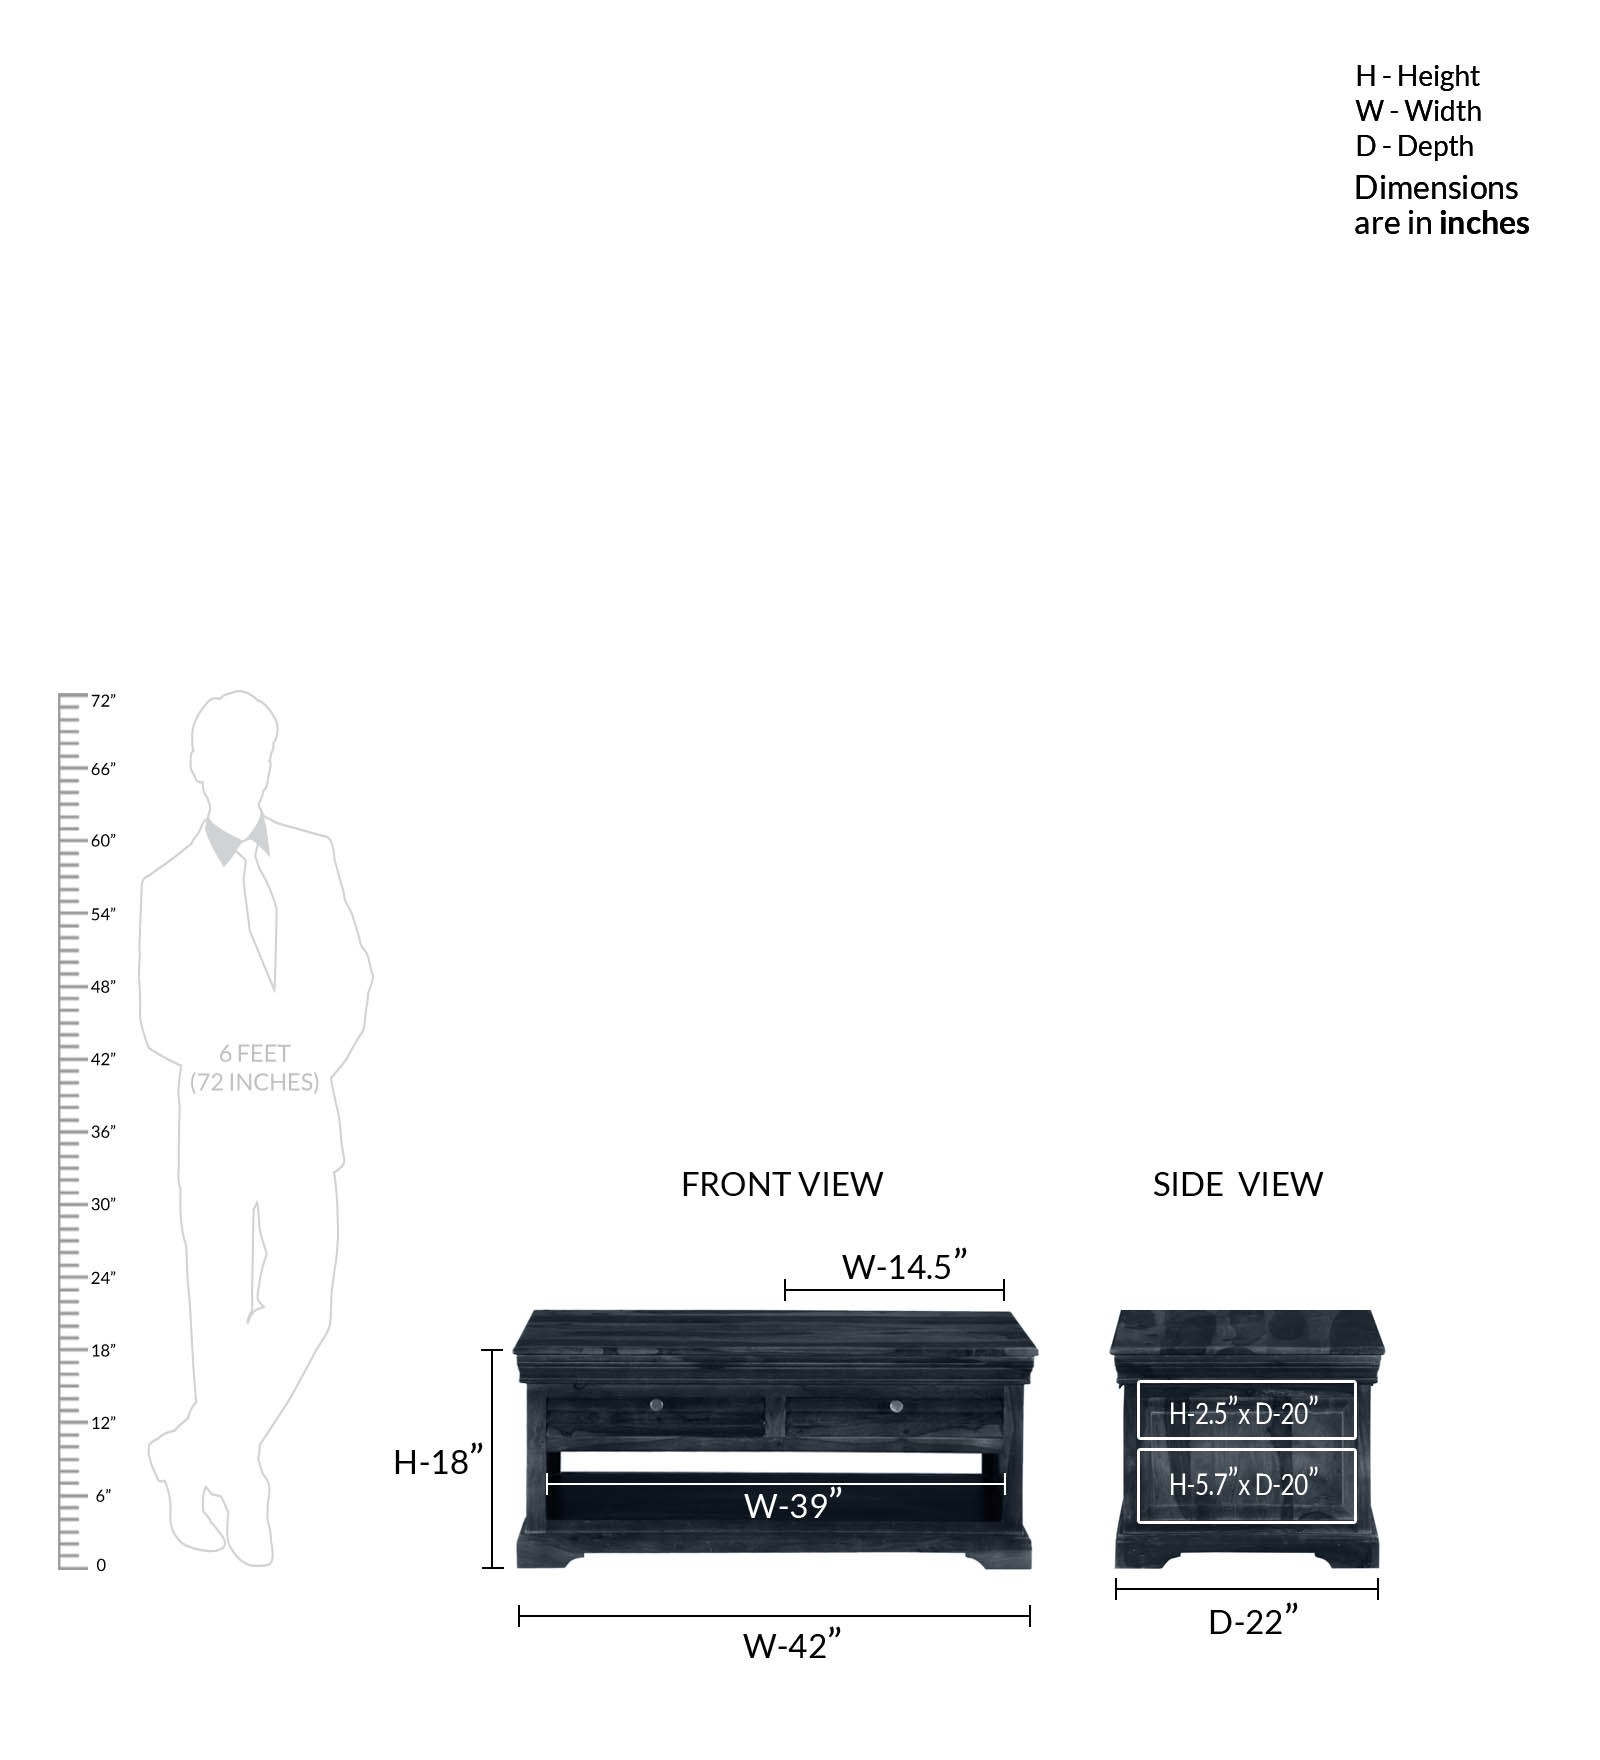 H - Height
W - Width
D - Depth
Dimensions
are in inches
72”
66”
60”
54”
48”
42”
36”
30”
24”
18”
12”
6”
0
6 FEET
(72 INCHES)
FRONT VIEW
W-14.5”
H-18”
W-39”
W-42”
SIDE VIEW
H-2.5”x D-20”
H-5.7”x D-20”
D-22”